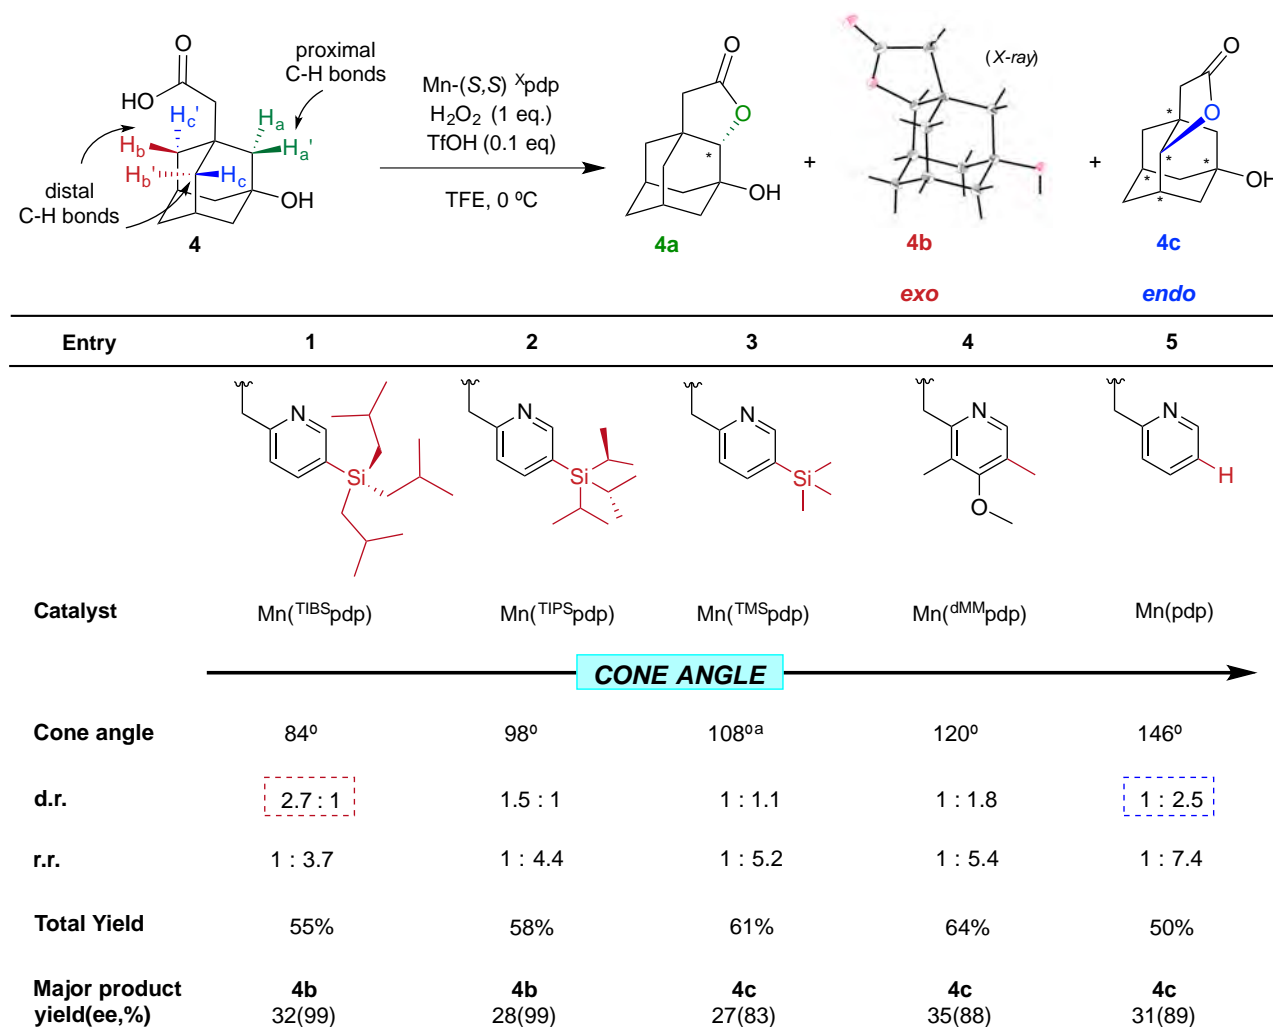 O
HO
proximal
C-H bonds
Hc'
Ha
Hb
Ha'
Hb'
Hc
distal
C-H bonds
OH
4
Mn-(S,S) Xpdp
H2O2 (1 eq.)
TfOH (0.1 eq)
TFE, 0 ºC
O
O
*
OH
4a
+
(X-ray)
4b
exo
+
O
O
*
*
*
*
*
OH
4c
endo
Entry 1 2 3 4 5
N
Si
N
Si
N
Si
N
O
N
H
Catalyst Mn(TIBSpdp) Mn(TIPSpdp) Mn(TMSpdp) Mn(dMMpdp) Mn(pdp)
CONE ANGLE
Cone angle 84º 98º 108ºa 120º 146º
d.r. 2.7 : 1 1.5 : 1 1 : 1.1 1 : 1.8 1 : 2.5
r.r. 1 : 3.7 1 : 4.4 1 : 5.2 1 : 5.4 1 : 7.4
Total Yield 55% 58% 61% 64% 50%
Major product 4b 4b 4c 4c 4c
yield(ee,%) 32(99) 28(99) 27(83) 35(88) 31(89)